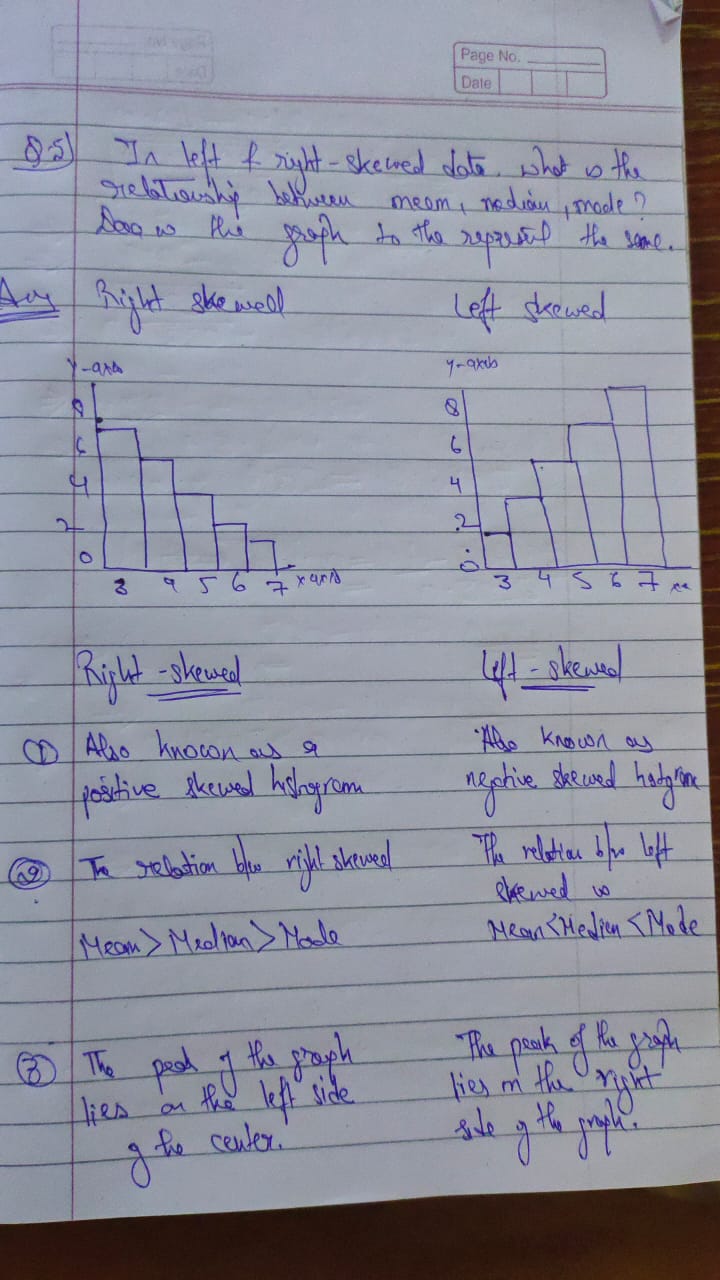 Page No.
Date
Q.5) In left & right-skewed data. what is the
relationship between mean, median, mode?
Draw the graph to the represent the same.
Ans Right skewed
Left skewed
Y-axis
8
6
4
2
0
3 4 5 6 7 x axis
y-axis
8
6
4
2
0
3 4 5 6 7
Right-skewed
Left-skewed
① Also known as a
positive skewed histogram
Also known as
negative skewed
② The relation b/w right skewed
Mean>Median>Mode
The relation b/w left
skewed is
Mean<Median<Mode
③ The peak of the graph
lies on the left side
of the center.
The peak of the graph
lies on the right
side of the graph.